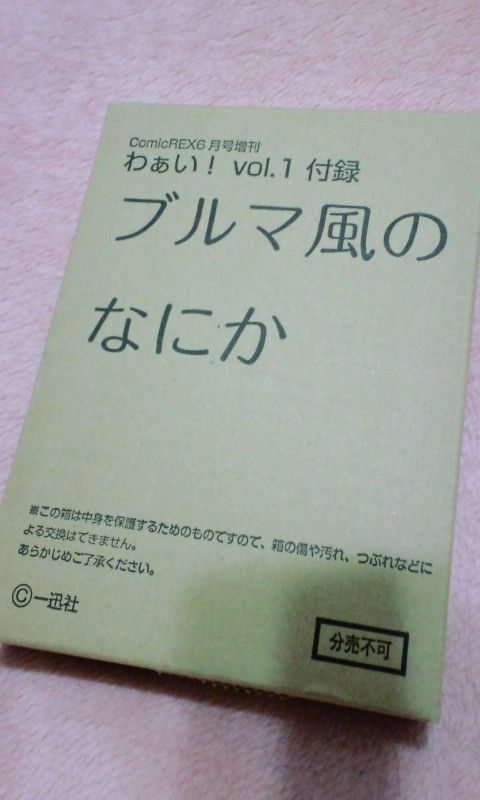 ComicREX6月号増刊
わぁい! vol.1 付録
ブルマ風の
なにか
※この箱は中身を保護するためのものですので、箱の傷や汚れ、つぶれなどに
よる交換はできません。
あらかじめご了承ください。
©一迅社
分売不可